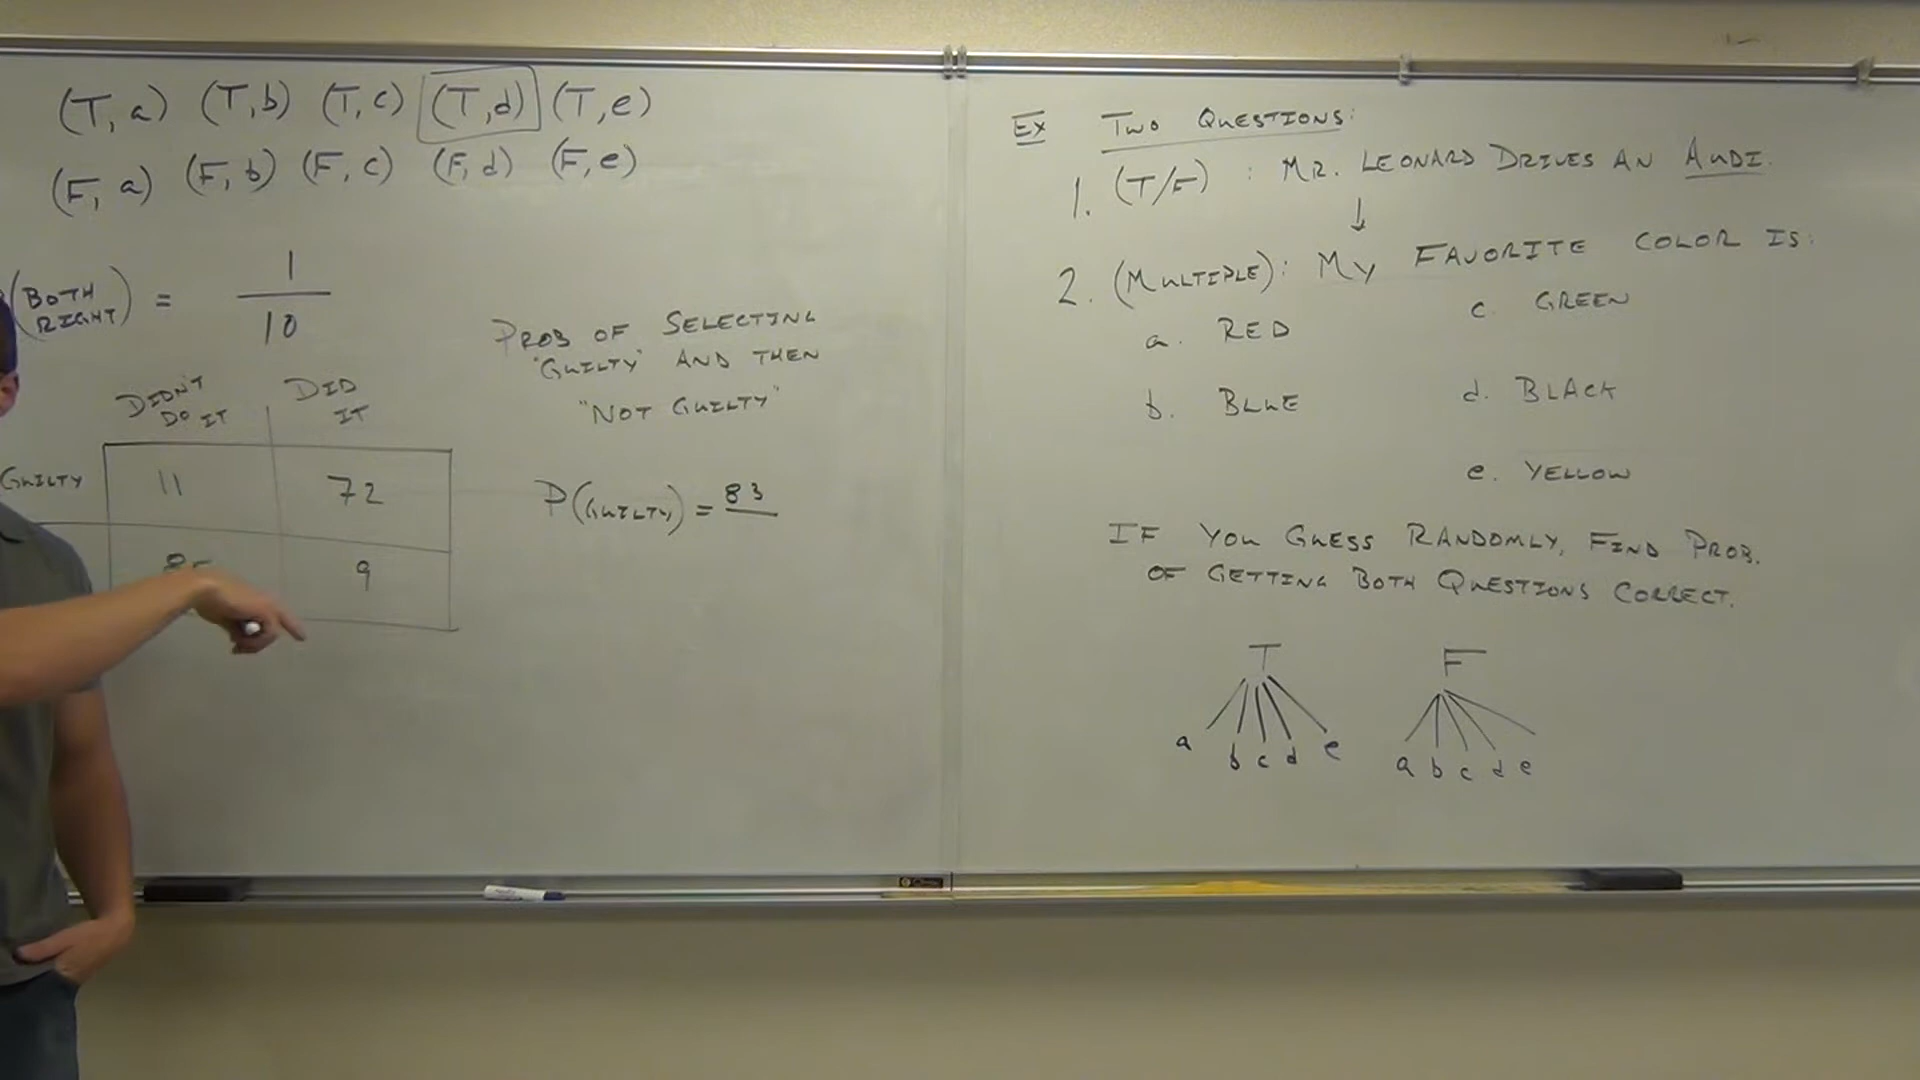 (T, a) (T, b) (T, c) (T, d) (T, e)
(F, a) (F, b) (F, c) (F, d) (F, e)
(BOTH RIGHT) = 1/10
DIDN'T DO IT
DID IT
GUILTY 11 72
9
PROB OF SELECTING
"GUILTY" AND THEN
"NOT GUILTY"
P(GUILTY) = 83
EX TWO QUESTIONS:
1. (T/F) : MR. LEONARD DRIVES AN AUDI.
↓
2. (MULTIPLE): MY FAVORITE COLOR IS:
a. RED
b. BLUE
c. GREEN
d. BLACK
e. YELLOW
IF YOU GUESS RANDOMLY, FIND PROB.
OF GETTING BOTH QUESTIONS CORRECT.
T F
a b c d e a b c d e